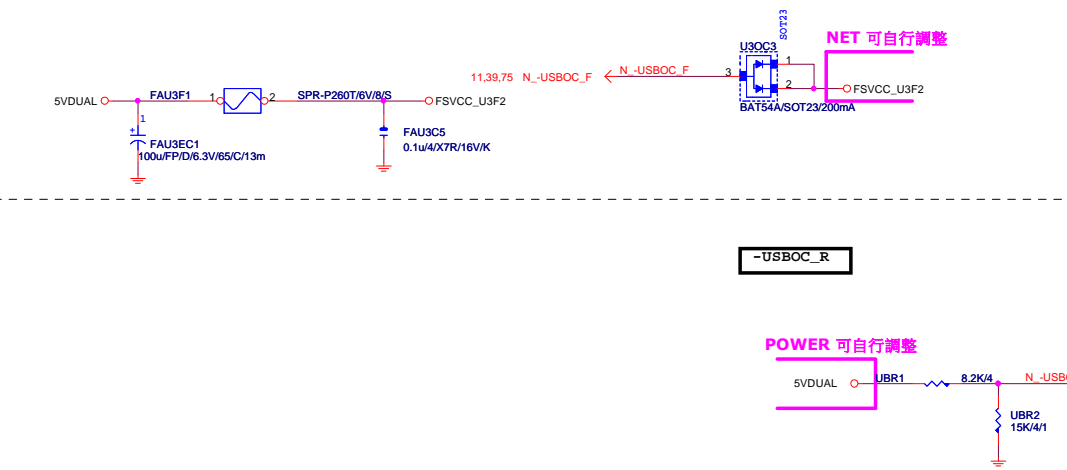 SOT23
NET 可自行調整
U3OC3
1
11,39,75 N_-USBOC_F
N_-USBOC_F
3
2
FSVCC_U3F2
BAT54A/SOT23/200mA
5VDUAL
FAU3F1
1
2
SPR-P260T/6V/8/S
FSVCC_U3F2
1
+
FAU3EC1
100u/FP/D/6.3V/65/C/13m
FAU3C5
0.1u/4/X7R/16V/K
-USBOC_R
POWER 可自行調整
5VDUAL
UBR1
8.2K/4
UBR2
15K/4/1